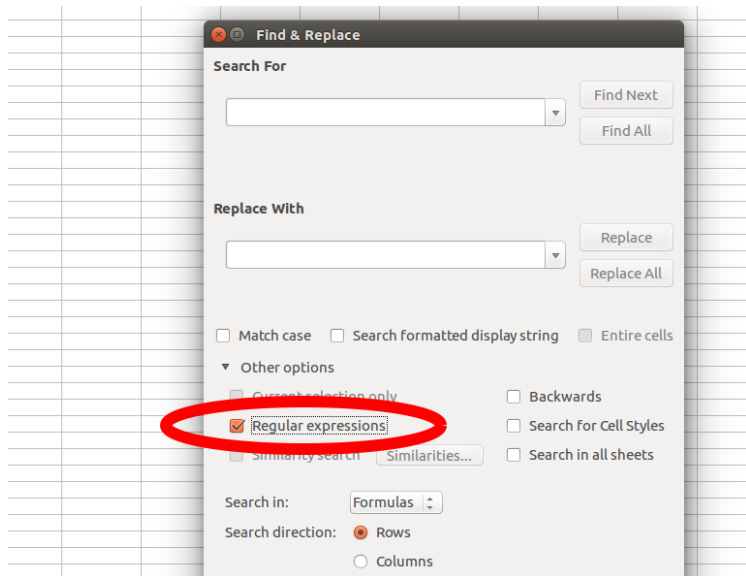 Find & Replace
Search For
Find Next
Find All
Replace With
Replace
Replace All
Match case Search formatted display string Entire cells
Other options
Current selection only Backwards
Regular expressions Search for Cell Styles
Similarity search Similarities... Search in all sheets
Search in: Formulas
Search direction: Rows
Columns